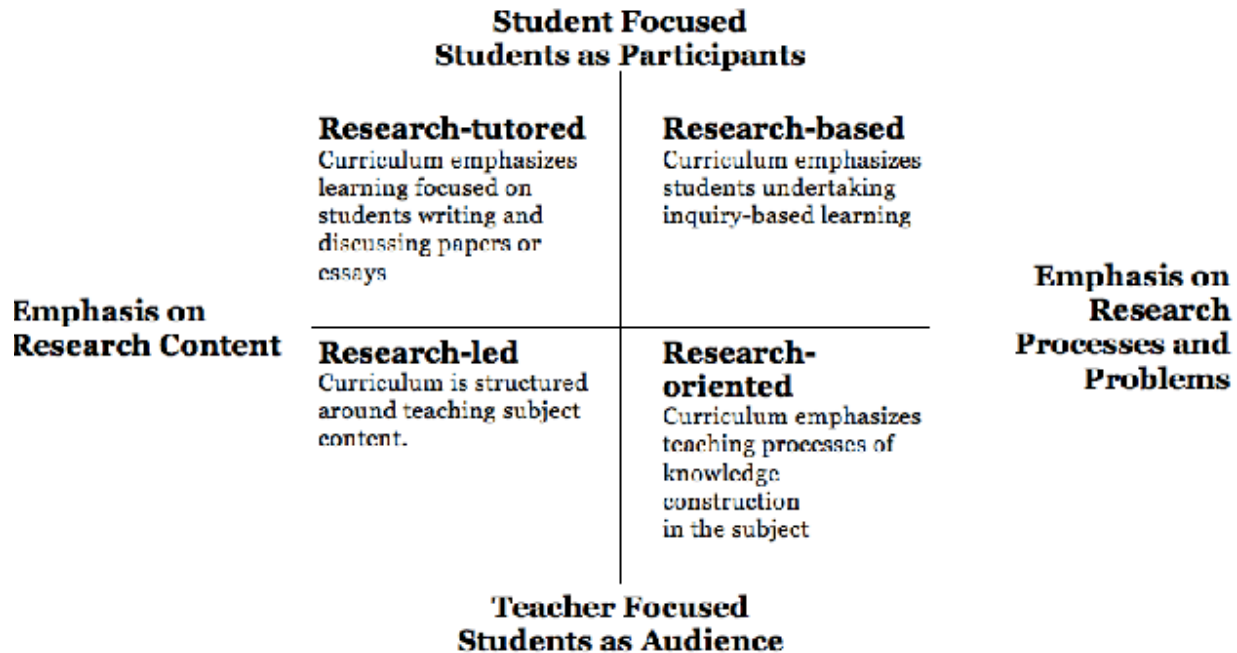 Student Focused
Students as Participants
Research-tutored
Curriculum emphasizes
learning focused on
students writing and
discussing papers or
essays
Research-based
Curriculum emphasizes
students undertaking
inquiry-based learning
Emphasis on
Research Content
Emphasis on
Research
Processes and
Problems
Research-led
Curriculum is structured
around teaching subject
content.
Research-
oriented
Curriculum emphasizes
teaching processes of
knowledge
construction
in the subject
Teacher Focused
Students as Audience